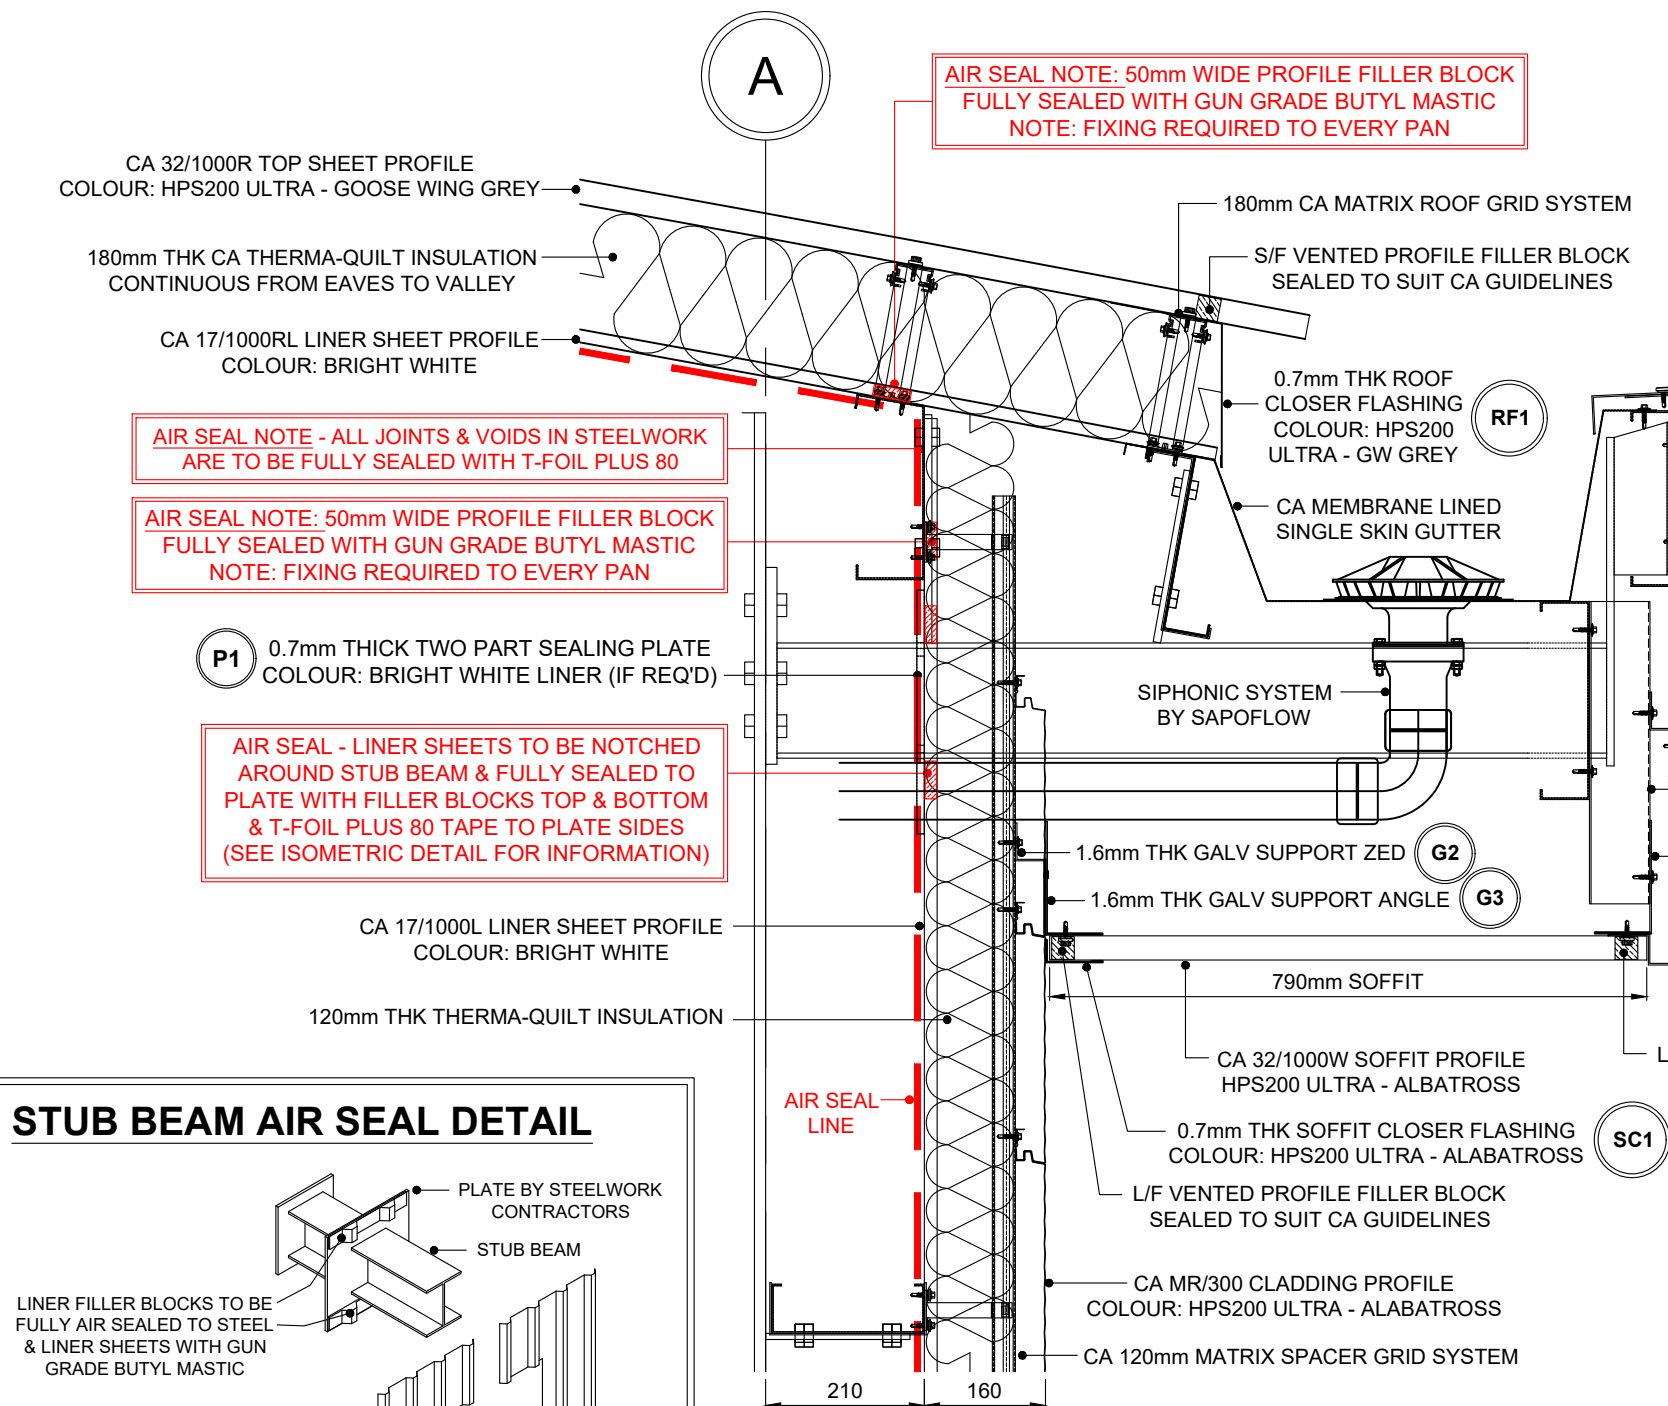 A
AIR SEAL NOTE: 50mm WIDE PROFILE FILLER BLOCK
FULLY SEALED WITH GUN GRADE BUTYL MASTIC
NOTE: FIXING REQUIRED TO EVERY PAN
CA 32/1000R TOP SHEET PROFILE
COLOUR: HPS200 ULTRA - GOOSE WING GREY
180mm THK CA THERMA-QUILT INSULATION
CONTINUOUS FROM EAVES TO VALLEY
CA 17/1000RL LINER SHEET PROFILE
COLOUR: BRIGHT WHITE
180mm CA MATRIX ROOF GRID SYSTEM
S/F VENTED PROFILE FILLER BLOCK
SEALED TO SUIT CA GUIDELINES
0.7mm THK ROOF
CLOSER FLASHING
COLOUR: HPS200
ULTRA - GW GREY
RF1
CA MEMBRANE LINED
SINGLE SKIN GUTTER
AIR SEAL NOTE - ALL JOINTS & VOIDS IN STEELWORK
ARE TO BE FULLY SEALED WITH T-FOIL PLUS 80
AIR SEAL NOTE: 50mm WIDE PROFILE FILLER BLOCK
FULLY SEALED WITH GUN GRADE BUTYL MASTIC
NOTE: FIXING REQUIRED TO EVERY PAN
P1
0.7mm THICK TWO PART SEALING PLATE
COLOUR: BRIGHT WHITE LINER (IF REQ'D)
SIPHONIC SYSTEM
BY SAPOFLOW
AIR SEAL - LINER SHEETS TO BE NOTCHED
AROUND STUB BEAM & FULLY SEALED TO
PLATE WITH FILLER BLOCKS TOP & BOTTOM
& T-FOIL PLUS 80 TAPE TO PLATE SIDES
(SEE ISOMETRIC DETAIL FOR INFORMATION)
1.6mm THK GALV SUPPORT ZED
G2
1.6mm THK GALV SUPPORT ANGLE
G3
CA 17/1000L LINER SHEET PROFILE
COLOUR: BRIGHT WHITE
790mm SOFFIT
120mm THK THERMA-QUILT INSULATION
CA 32/1000W SOFFIT PROFILE
HPS200 ULTRA - ALBATROSS
L
AIR SEAL
LINE
0.7mm THK SOFFIT CLOSER FLASHING
COLOUR: HPS200 ULTRA - ALABATROSS
SC1
L/F VENTED PROFILE FILLER BLOCK
SEALED TO SUIT CA GUIDELINES
CA MR/300 CLADDING PROFILE
COLOUR: HPS200 ULTRA - ALABATROSS
CA 120mm MATRIX SPACER GRID SYSTEM
210
160
STUB BEAM AIR SEAL DETAIL
PLATE BY STEELWORK
CONTRACTORS
STUB BEAM
LINER FILLER BLOCKS TO BE
FULLY AIR SEALED TO STEEL
& LINER SHEETS WITH GUN
GRADE BUTYL MASTIC